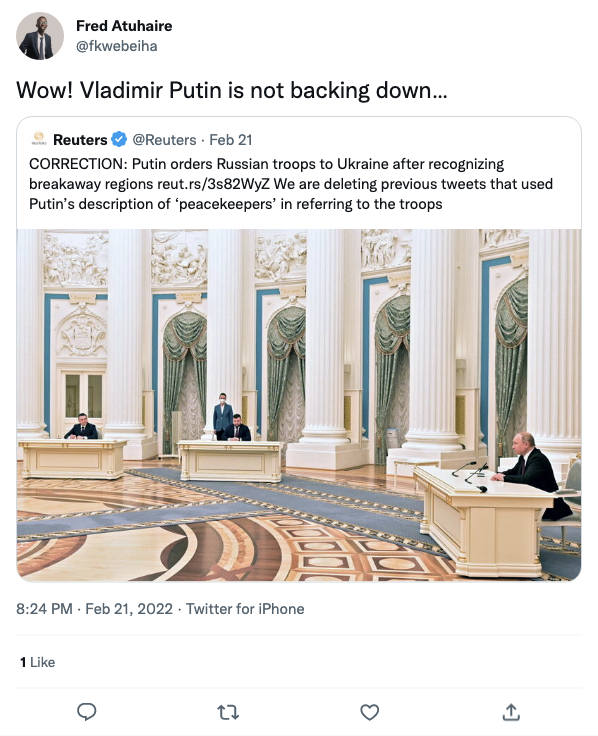 Fred Atuhaire
@fkwebeiha
Wow! Vladimir Putin is not backing down...
Reuters @Reuters · Feb 21
CORRECTION: Putin orders Russian troops to Ukraine after recognizing
breakaway regions reut.rs/3s82WyZ We are deleting previous tweets that used
Putin’s description of ‘peacekeepers’ in referring to the troops
8:24 PM · Feb 21, 2022 · Twitter for iPhone
1 Like